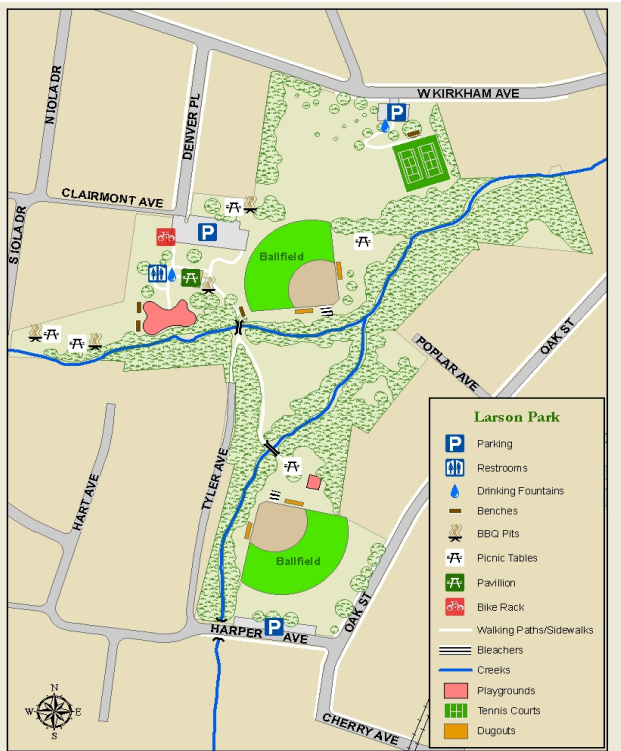 N IOLA DR
DENVER PL
W KIRKHAM AVE
P
CLAIRMONT AVE
S IOLA DR
P
Ballfield
POPLAR AVE
OAK ST
HART AVE
TYLER AVE
Ballfield
HARPER AVE
P
OAK ST
CHERRY AVE
N
W
E
S
Larson Park
P
Parking
Restrooms
Drinking Fountains
Benches
BBQ Pits
Picnic Tables
Pavillion
Bike Rack
Walking Paths/Sidewalks
Bleachers
Creeks
Playgrounds
Tennis Courts
Dugouts